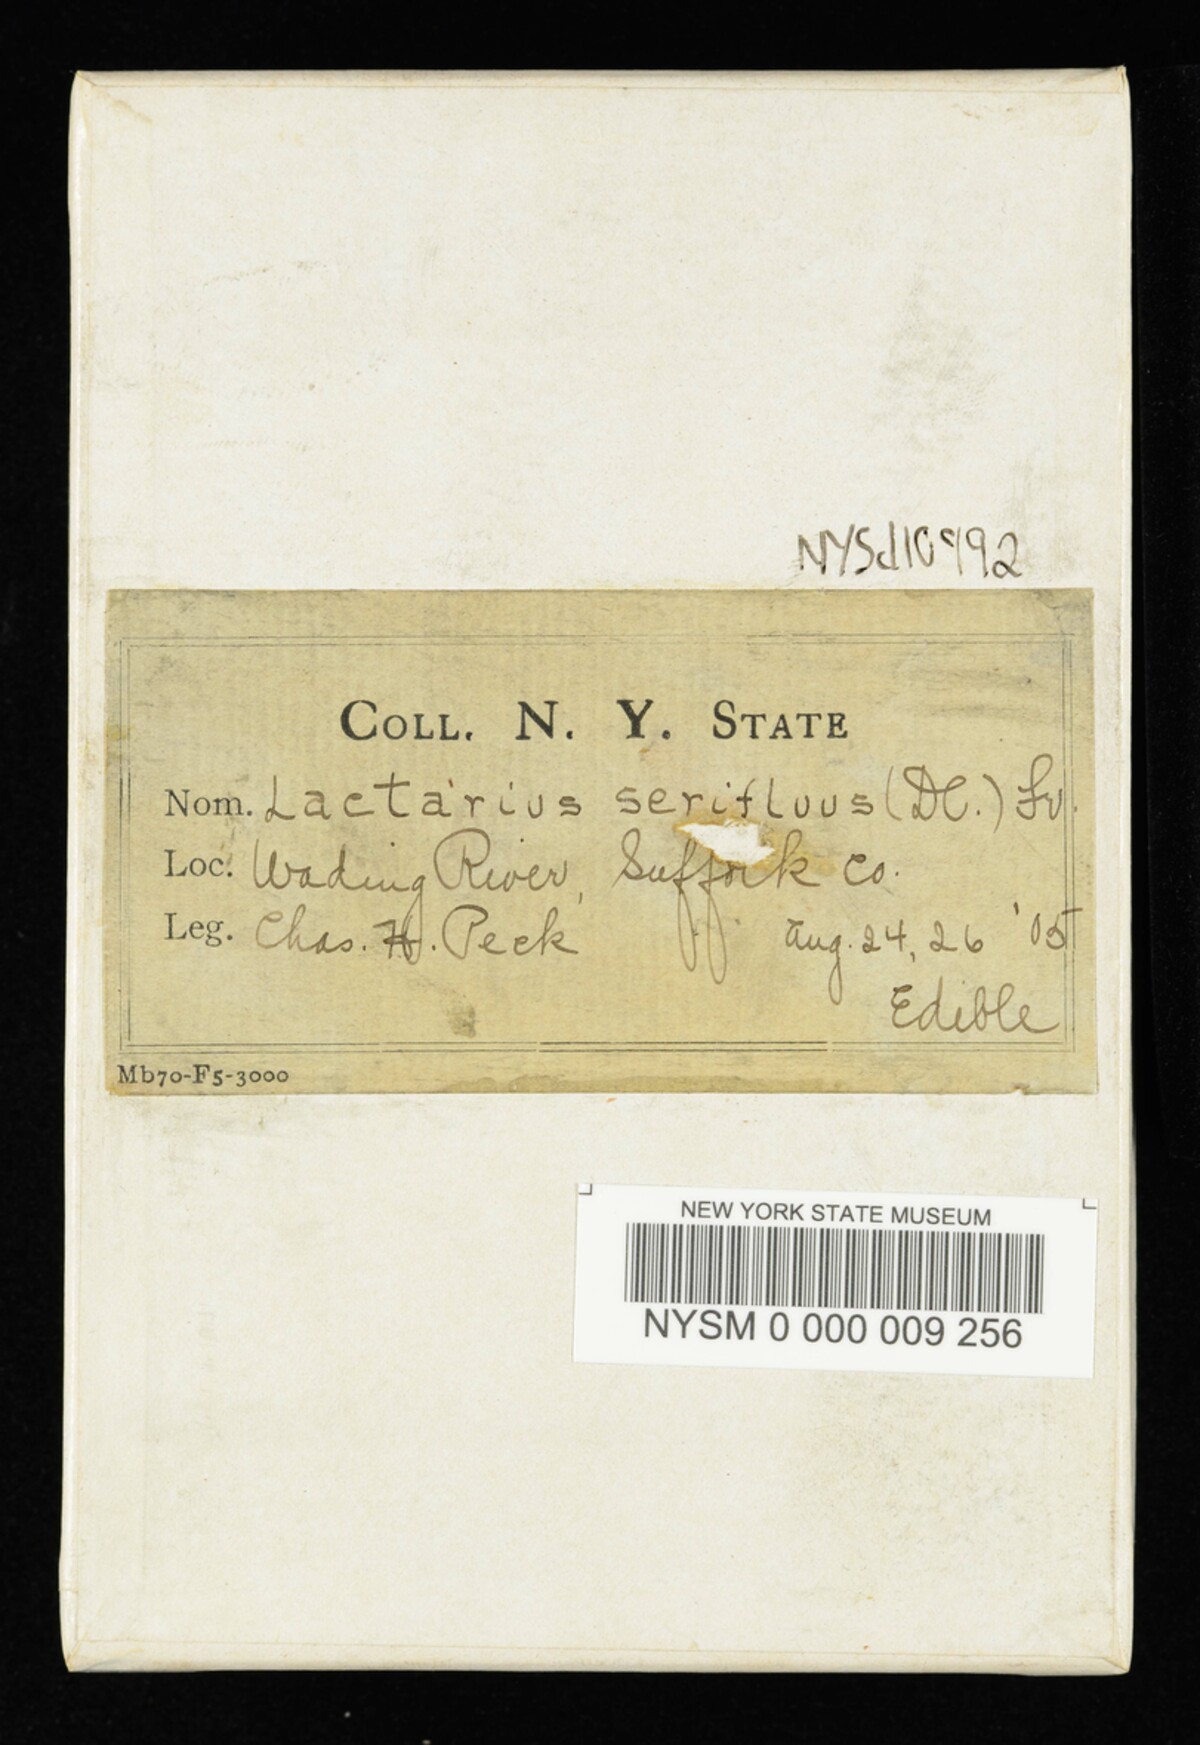 NYSd10992
COLL. N. Y. STATE
Nom. Lactarius serifluus (DC.) Fr.
Loc. Wading River, Suffolk Co.
Leg. Chas. H. Peck Aug. 24, 26 '05
Edible
Mb70-F5-3000
NEW YORK STATE MUSEUM
NYSM 0 000 009 256